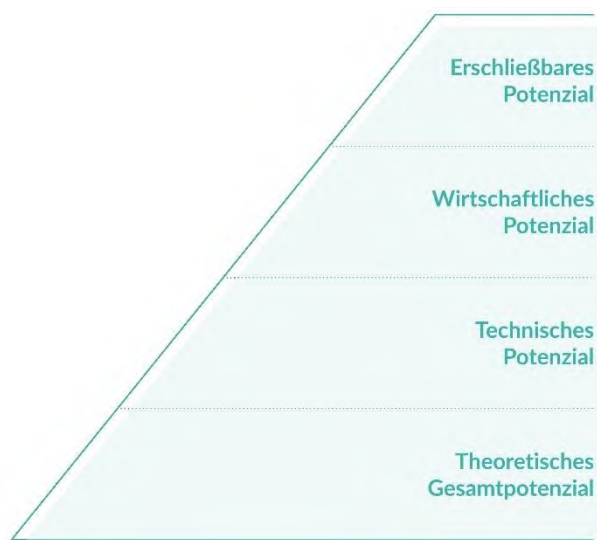 Erschließbares
Potenzial
Wirtschaftliches
Potenzial
Technisches
Potenzial
Theoretisches
Gesamtpotenzial